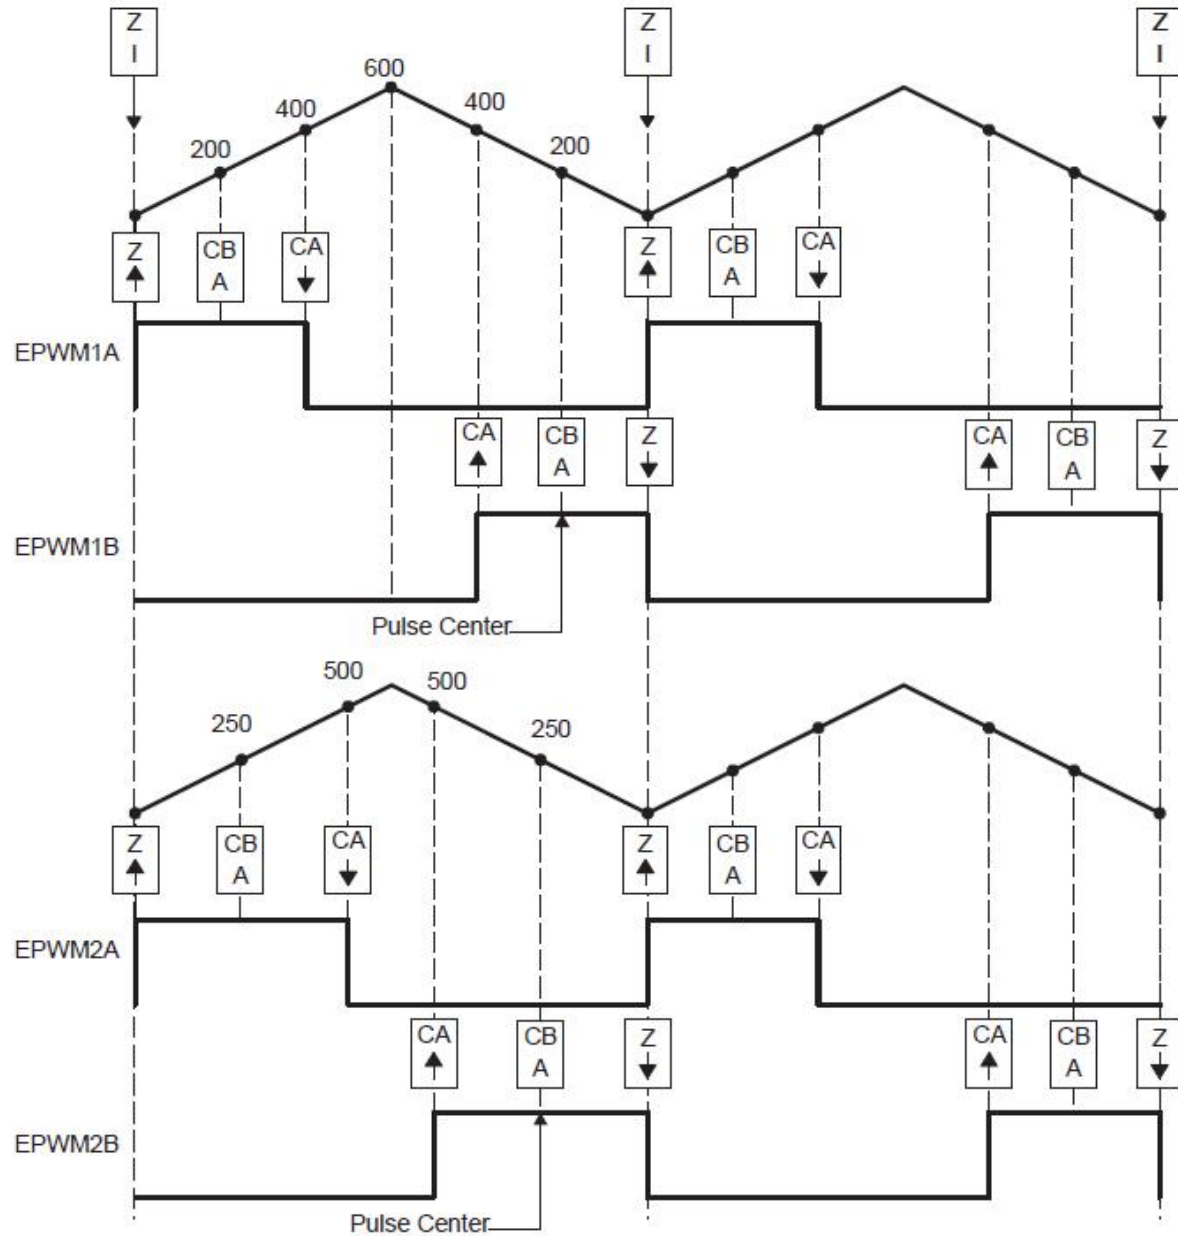 Z Z Z
I I I
600
400 400
200 200
Z CB CA Z CB CA
A A
EPWM1A
CA CB Z CA CB Z
A A
EPWM1B
Pulse Center
500 500
250 250
Z CB CA Z CB CA
A A
EPWM2A
CA CB Z CA CB Z
A A
EPWM2B
Pulse Center